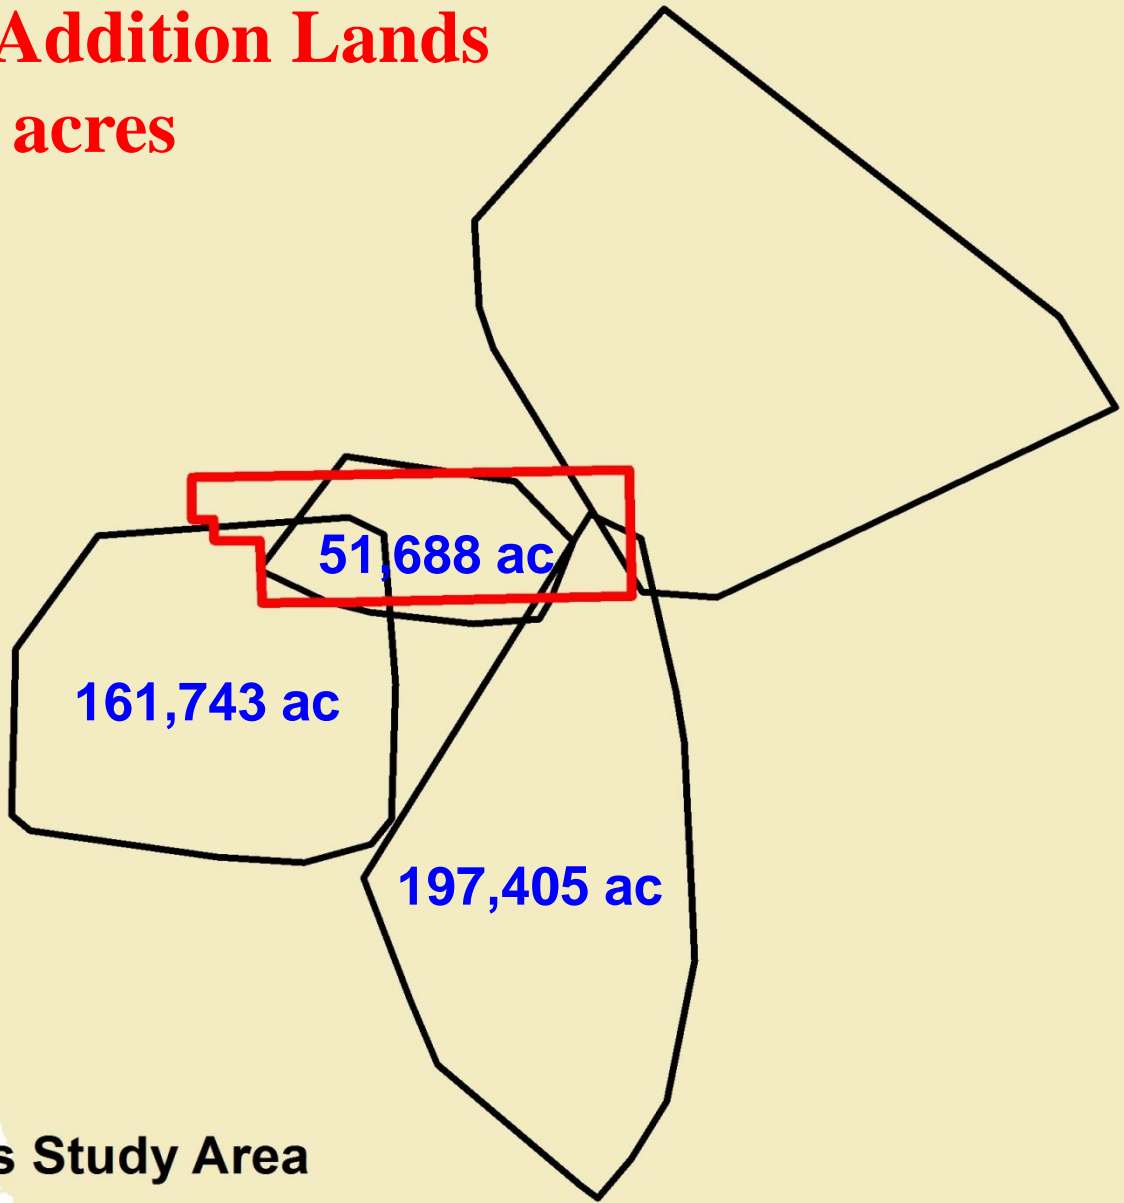 Addition Lands
acres
51,688 ac
161,743 ac
197,405 ac
s Study Area